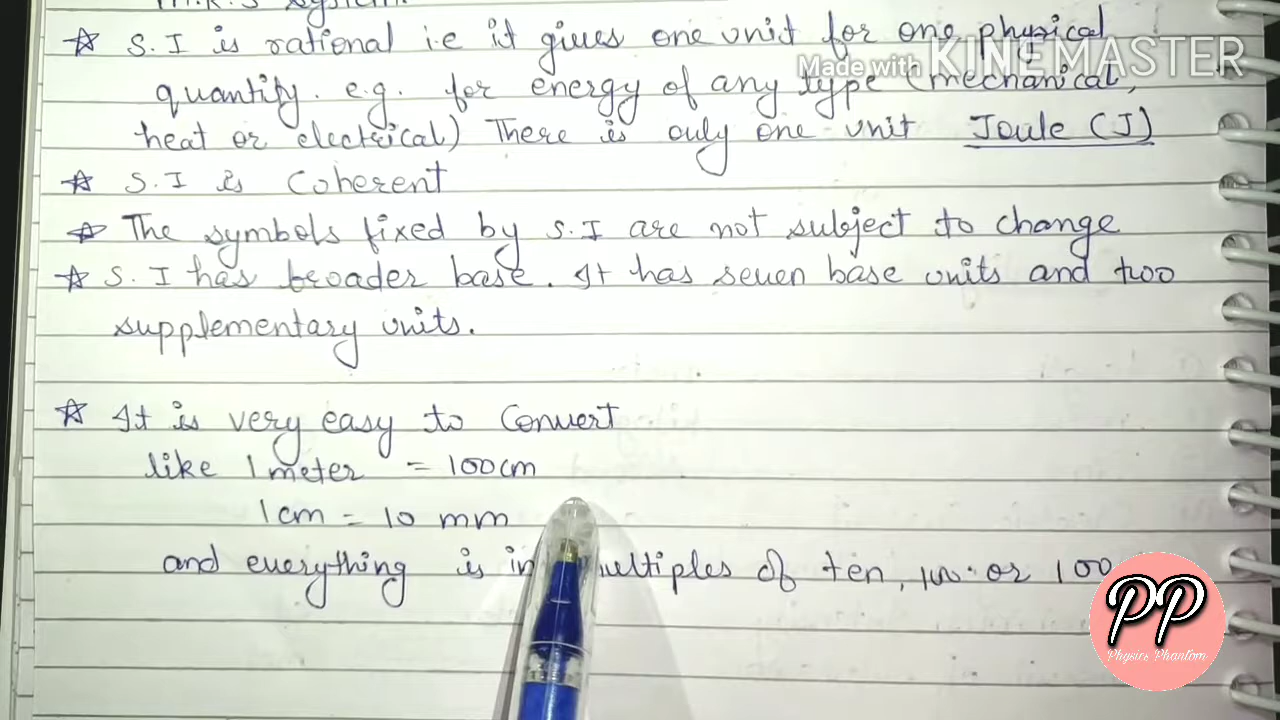 M.K.S System.
☆ S.I is rational i.e it gives one unit for one physical
Made with KINEMASTER
quantity. e.g. for energy of any type (mechanical,
heat or electrical) There is only one unit Joule (J)
☆ S.I is Coherent
☆ The symbols fixed by S.I are not subject to change
☆ S.I has broader base. It has seven base units and two
supplementary units.
☆ It is very easy to Convert
like 1 meter = 100cm
1 cm = 10 mm
and everything is in multiples of ten, 100. or 100
PP
Physics Phantom